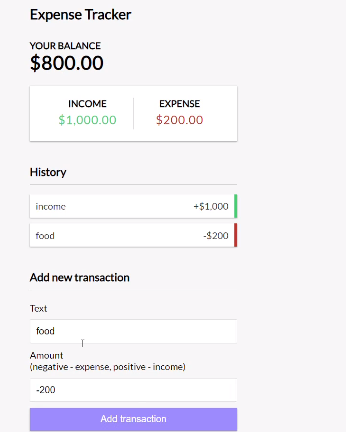 Expense Tracker
YOUR BALANCE
$800.00
INCOME EXPENSE
$1,000.00 $200.00
History
income +$1,000
food -$200
Add new transaction
Text
food
Amount
(negative - expense, positive - income)
-200
Add transaction